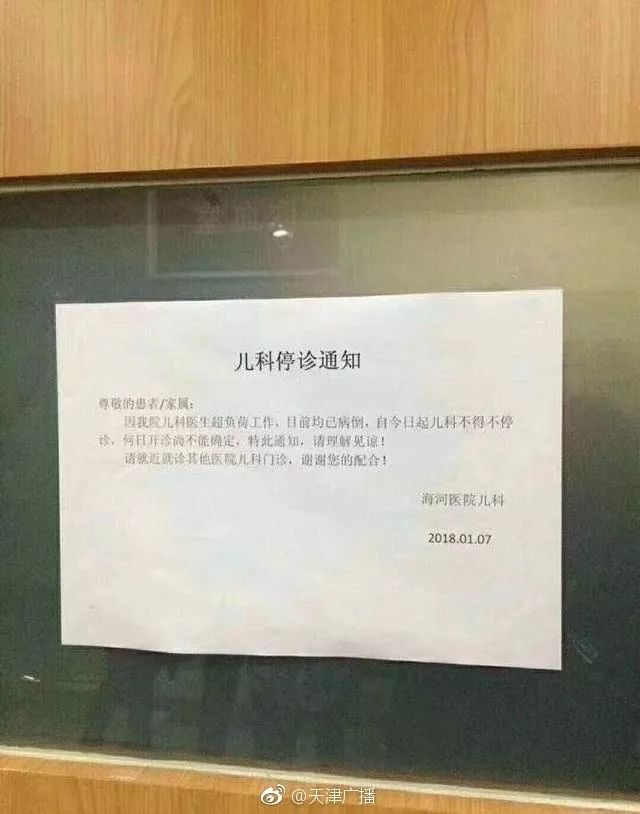 儿科停诊通知
尊敬的患者/家属：
因我院儿科医生超负荷工作，目前均已病倒，自今日起儿科不得不停
诊，何日开诊尚不能确定，特此通知，请理解见谅！
请就近就诊其他医院儿科门诊，谢谢您的配合！
海河医院儿科
2018.01.07
@天津广播